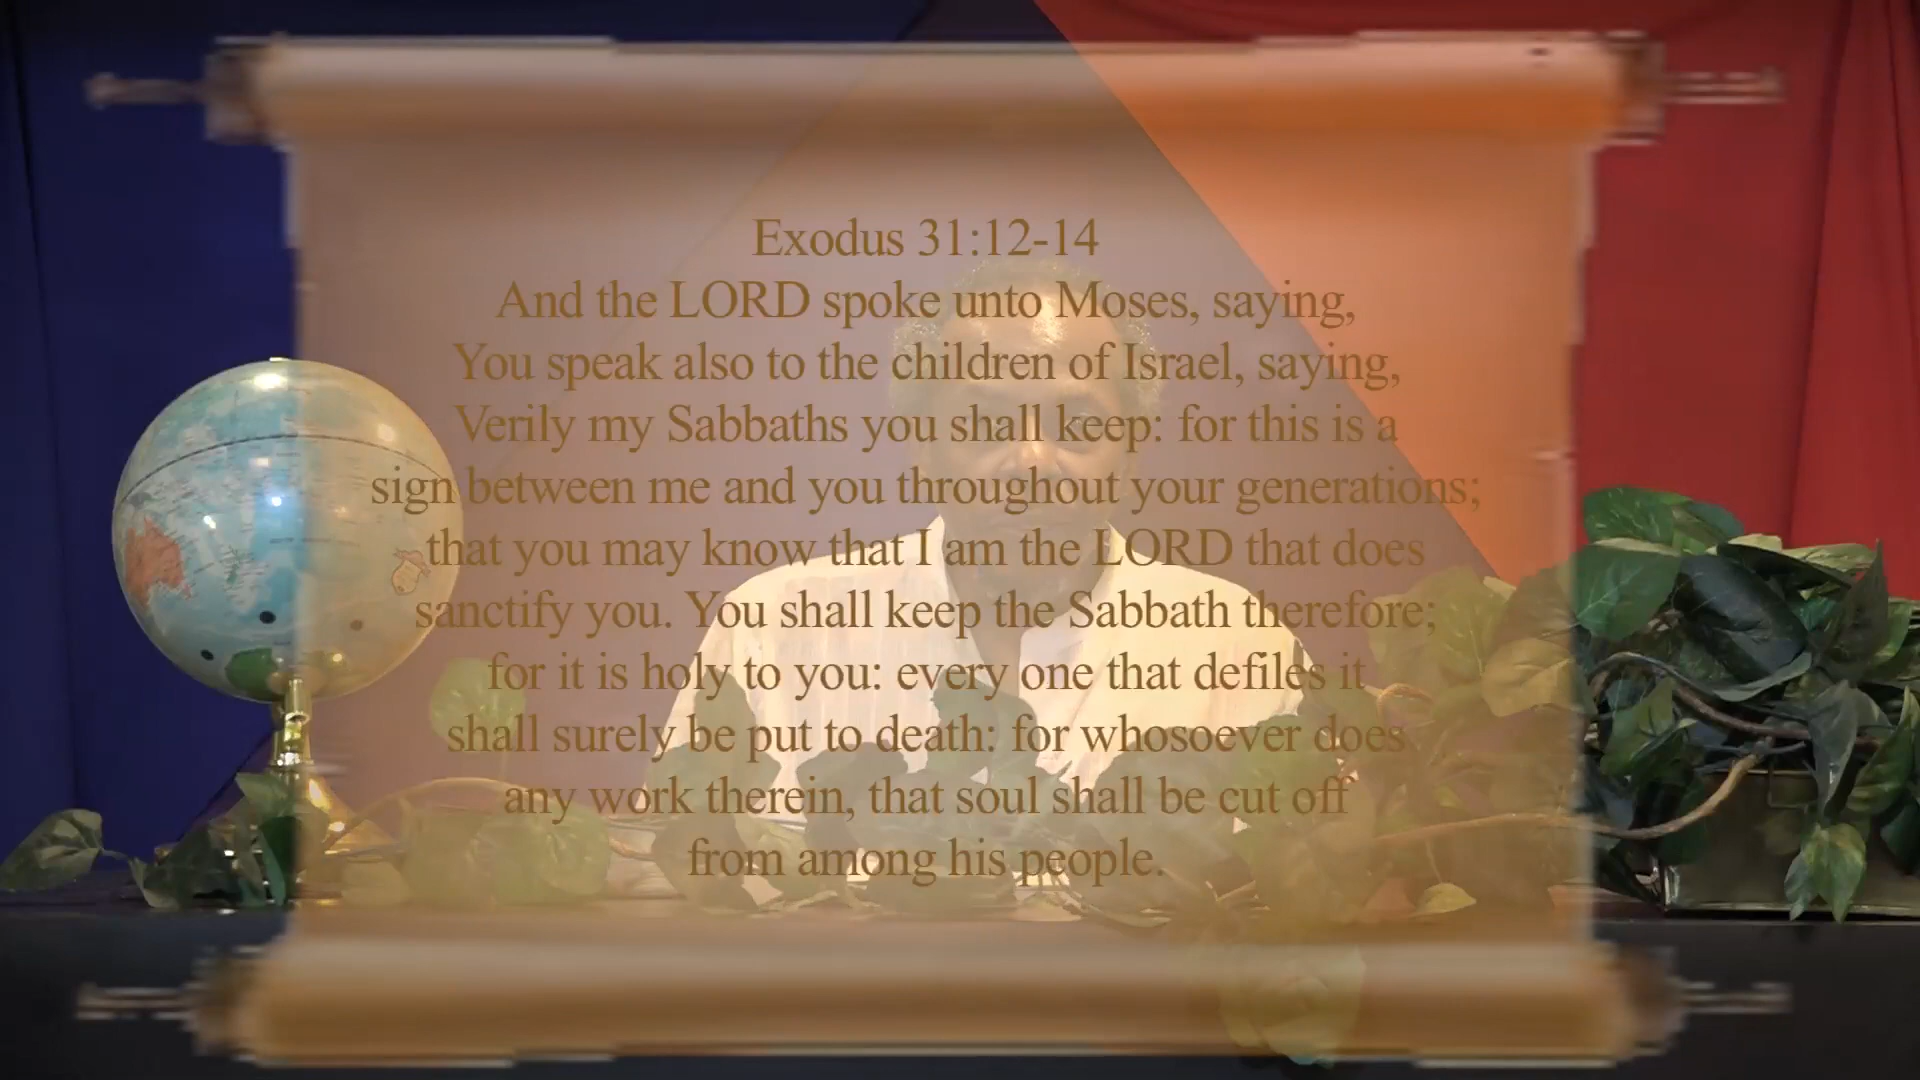 Exodus 31:12-14
And the LORD spoke unto Moses, saying,
You speak also to the children of Israel, saying,
Verily my Sabbaths you shall keep: for this is a
sign between me and you throughout your generations;
that you may know that I am the LORD that does
sanctify you. You shall keep the Sabbath therefore;
for it is holy to you: every one that defiles it
shall surely be put to death: for whosoever does
any work therein, that soul shall be cut off
from among his people.